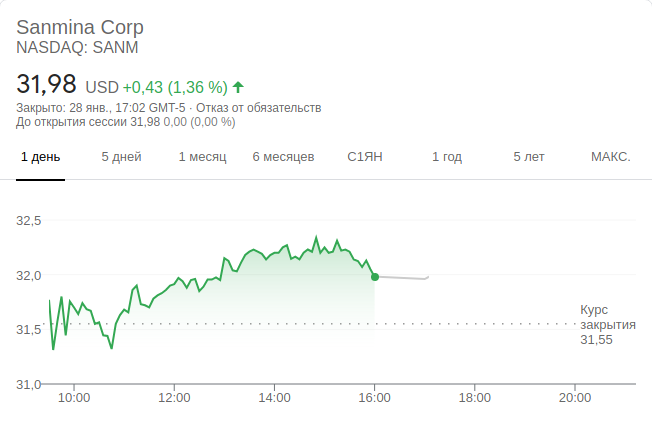 Sanmina Corp
NASDAQ: SANM
31,98 USD +0,43 (1,36 %)
Закрыто: 28 янв., 17:02 GMT-5 · Отказ от обязательств
До открытия сессии 31,98 0,00 (0,00 %)
1 день 5 дней 1 месяц 6 месяцев С1ЯН 1 год 5 лет МАКС.
32,5
32,0
31,5
31,0
Курс
закрытия
31,55
10:00 12:00 14:00 16:00 18:00 20:00